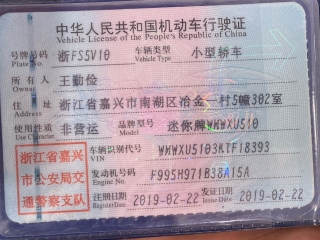 中华人民共和国机动车行驶证
Vehicle License of the People's Republic of China
号牌号码 浙FS5V10 车辆类型 小型轿车
Plate No. Vehicle Type
所有人 王勤俭
Owner
住址 浙江省嘉兴市南湖区冶金一村5幢302室
Address
使用性质 非营运 品牌型号 迷你牌WMWXU510
Use Character Model
浙江省嘉兴市公安局交通警察支队
车辆识别代号 WMWXU5103KTF18393
VIN
发动机号码 F995H971B38A15A
Engine No.
注册日期 2019-02-22 发证日期 2019-02-22
Register Date Issue Date